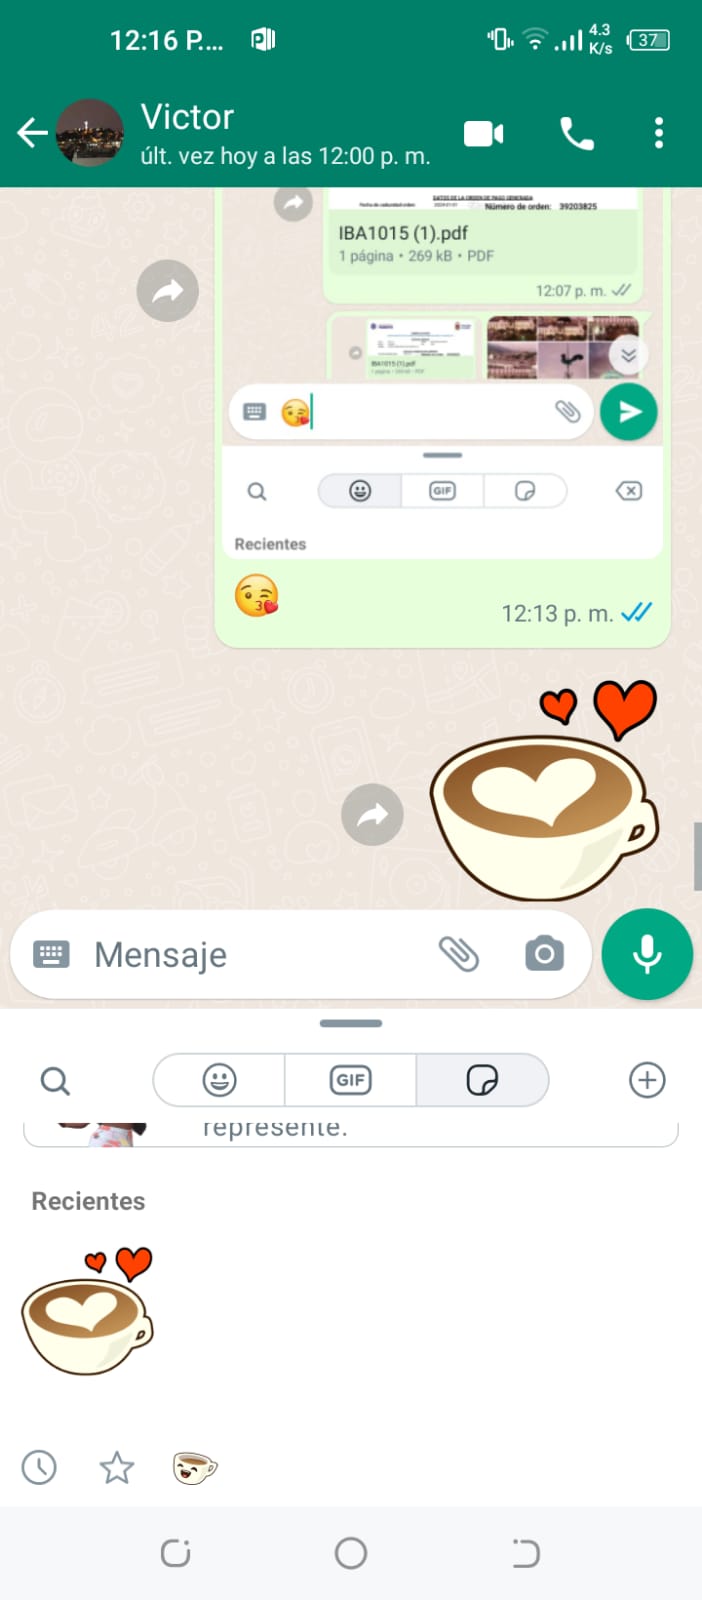 12:16 P....
4.3
K/s
37
Victor
últ. vez hoy a las 12:00 p. m.
DATOS DE LA ORDEN DE PAGO GENERADA
Número de orden: 39203825
IBA1015 (1).pdf
1 página • 269 kB • PDF
12:07 p. m.
IBA1015 (1).pdf
GIF
Recientes
12:13 p. m.
Mensaje
GIF
represente.
Recientes